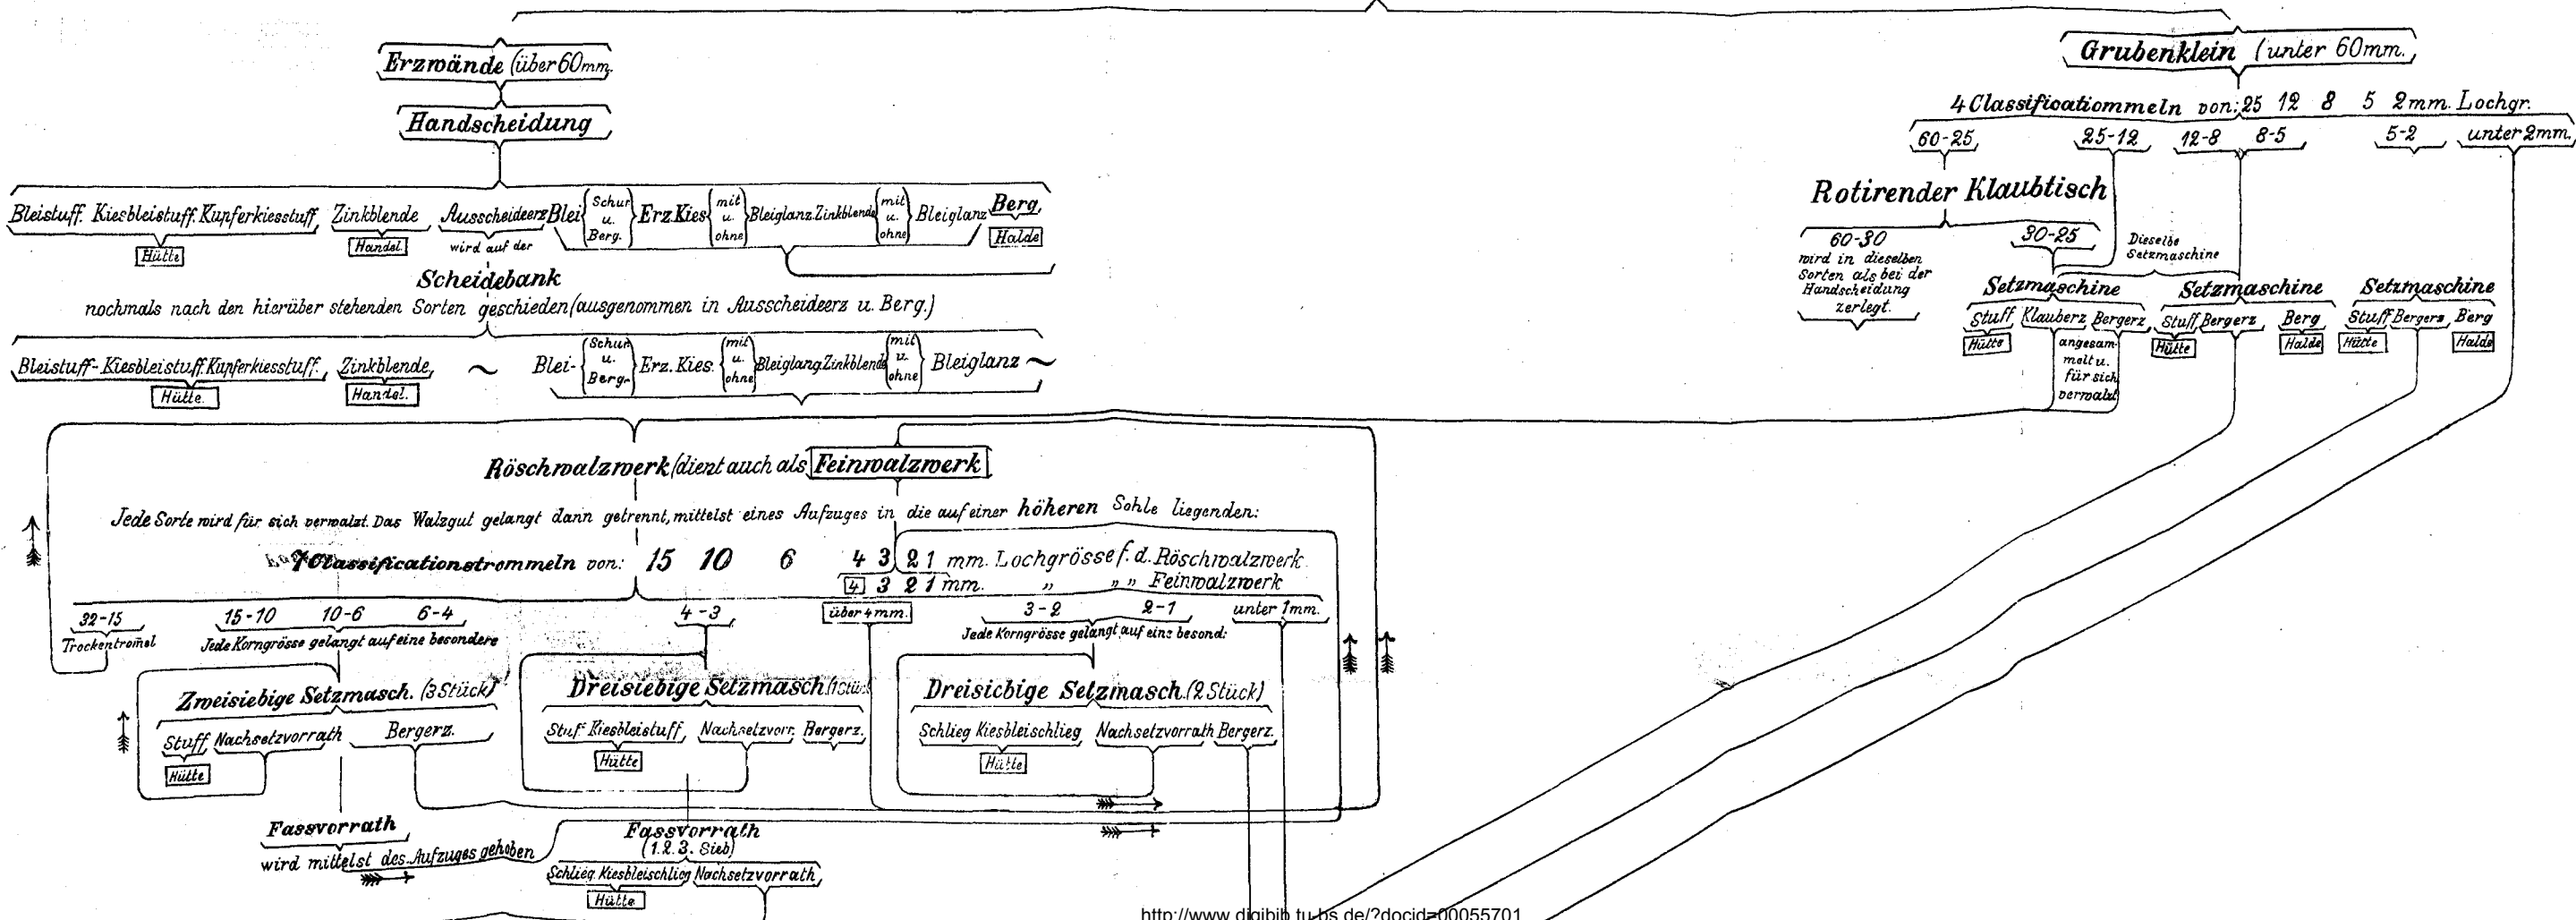 Erzwände (über 60mm.
Handscheidung
Bleistuff. Kiesbleistuff. Kupferkiesstuff, Zinkblende Ausscheideerz Blei {Schur u. Berg.} Erz. Kies {mit u. ohne} Bleiglanz. Zinkblende {mit u. ohne} Bleiglanz Berg,
Hütte Handel. wird auf der Halde
Scheidebank
nochmals nach den hierüber stehenden Sorten geschieden (ausgenommen in Ausscheideerz u. Berg.)
Bleistuff-Kiesbleistuff. Kupferkiesstuff, Zinkblende, ~ Blei- {Schur u. Berg-} Erz. Kies. {mit u. ohne} Bleiglanz Zinkblende {mit u. ohne} Bleiglanz ~
Hütte. Handel.
Grubenklein (unter 60mm.
4 Classificatiommeln von: 25 12 8 5 2mm. Lochgr.
60-25 25-12 12-8 8-5 5-2 unter 2mm.
Rotirender Klaubtisch
60-30 30-25 Dieselbe
Setzmaschine
wird in dieselben
Sorten als bei der
Handscheidung
zerlegt.
Setzmaschine Setzmaschine Setzmaschine
Stuff Klauberz Bergerz Stuff Bergerz Berg Stuff Bergerz Berg
Hütte Hütte Halde Hütte Halde
angesam-
melt u.
für sich
verwalzt
Röschwalzwerk (dient auch als Feinwalzwerk
Jede Sorte wird für sich verwalzt. Das Walzgut gelangt dann getrennt, mittelst eines Aufzuges in die auf einer höheren Sohle liegenden:
7 Classificationstrommeln von: 15 10 6 4 3 2 1 mm. Lochgrösse f. d. Röschwalzwerk.
4 3 2 1 mm. " " " Feinwalzwerk
32-15 15-10 10-6 6-4 4-3 über 4mm. 3-2 2-1 unter 1mm.
Trockentromel Jede Korngrösse gelangt auf eine besondere Jede Korngrösse gelangt auf eine besond:
Zweisiebige Setzmasch. (3 Stück) Dreisiebige Setzmasch (1 Stück Dreisiebige Setzmasch. (2 Stück)
Stuff Nachsetzvorrath Bergerz. Stuf- Kiesbleistuff, Nachsetzvorr. Bergerz. Schlieg Kiesbleischlieg Nachsetzvorrath Bergerz.
Hütte Hütte Hütte
Fassvorrath Fassvorrath
wird mittelst des Aufzuges gehoben (1. 2. 3. Sieb)
Schlieg. Kiesbleischlieg Nachsetzvorrath,
Hütte
http://www.digibib.tu-bs.de/?docid=00055701